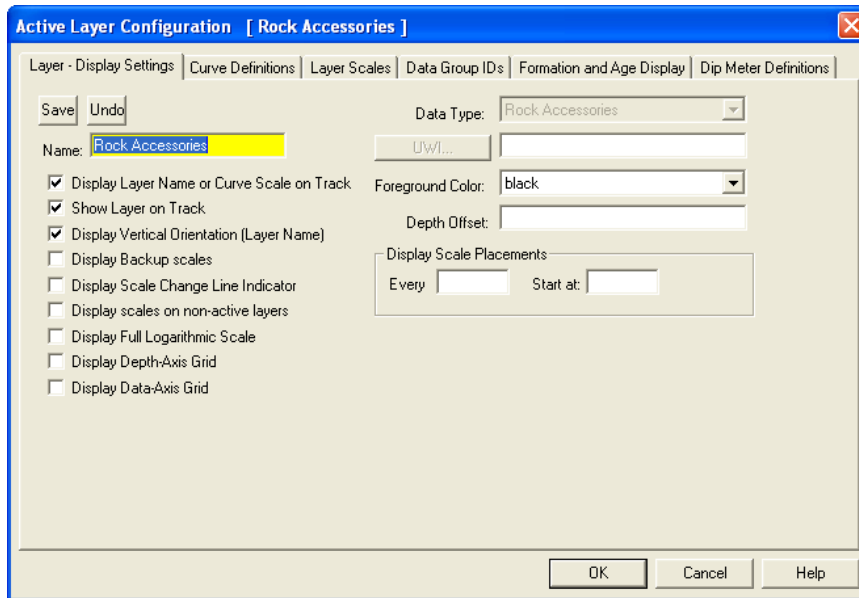 Active Layer Configuration [ Rock Accessories ]
Layer - Display Settings Curve Definitions Layer Scales Data Group IDs Formation and Age Display Dip Meter Definitions
Save Undo
Name: Rock Accessories
Display Layer Name or Curve Scale on Track
Show Layer on Track
Display Vertical Orientation (Layer Name)
Display Backup scales
Display Scale Change Line Indicator
Display scales on non-active layers
Display Full Logarithmic Scale
Display Depth-Axis Grid
Display Data-Axis Grid
Data Type: Rock Accessories
UWI...
Foreground Color: black
Depth Offset:
Display Scale Placements
Every Start at:
OK Cancel Help